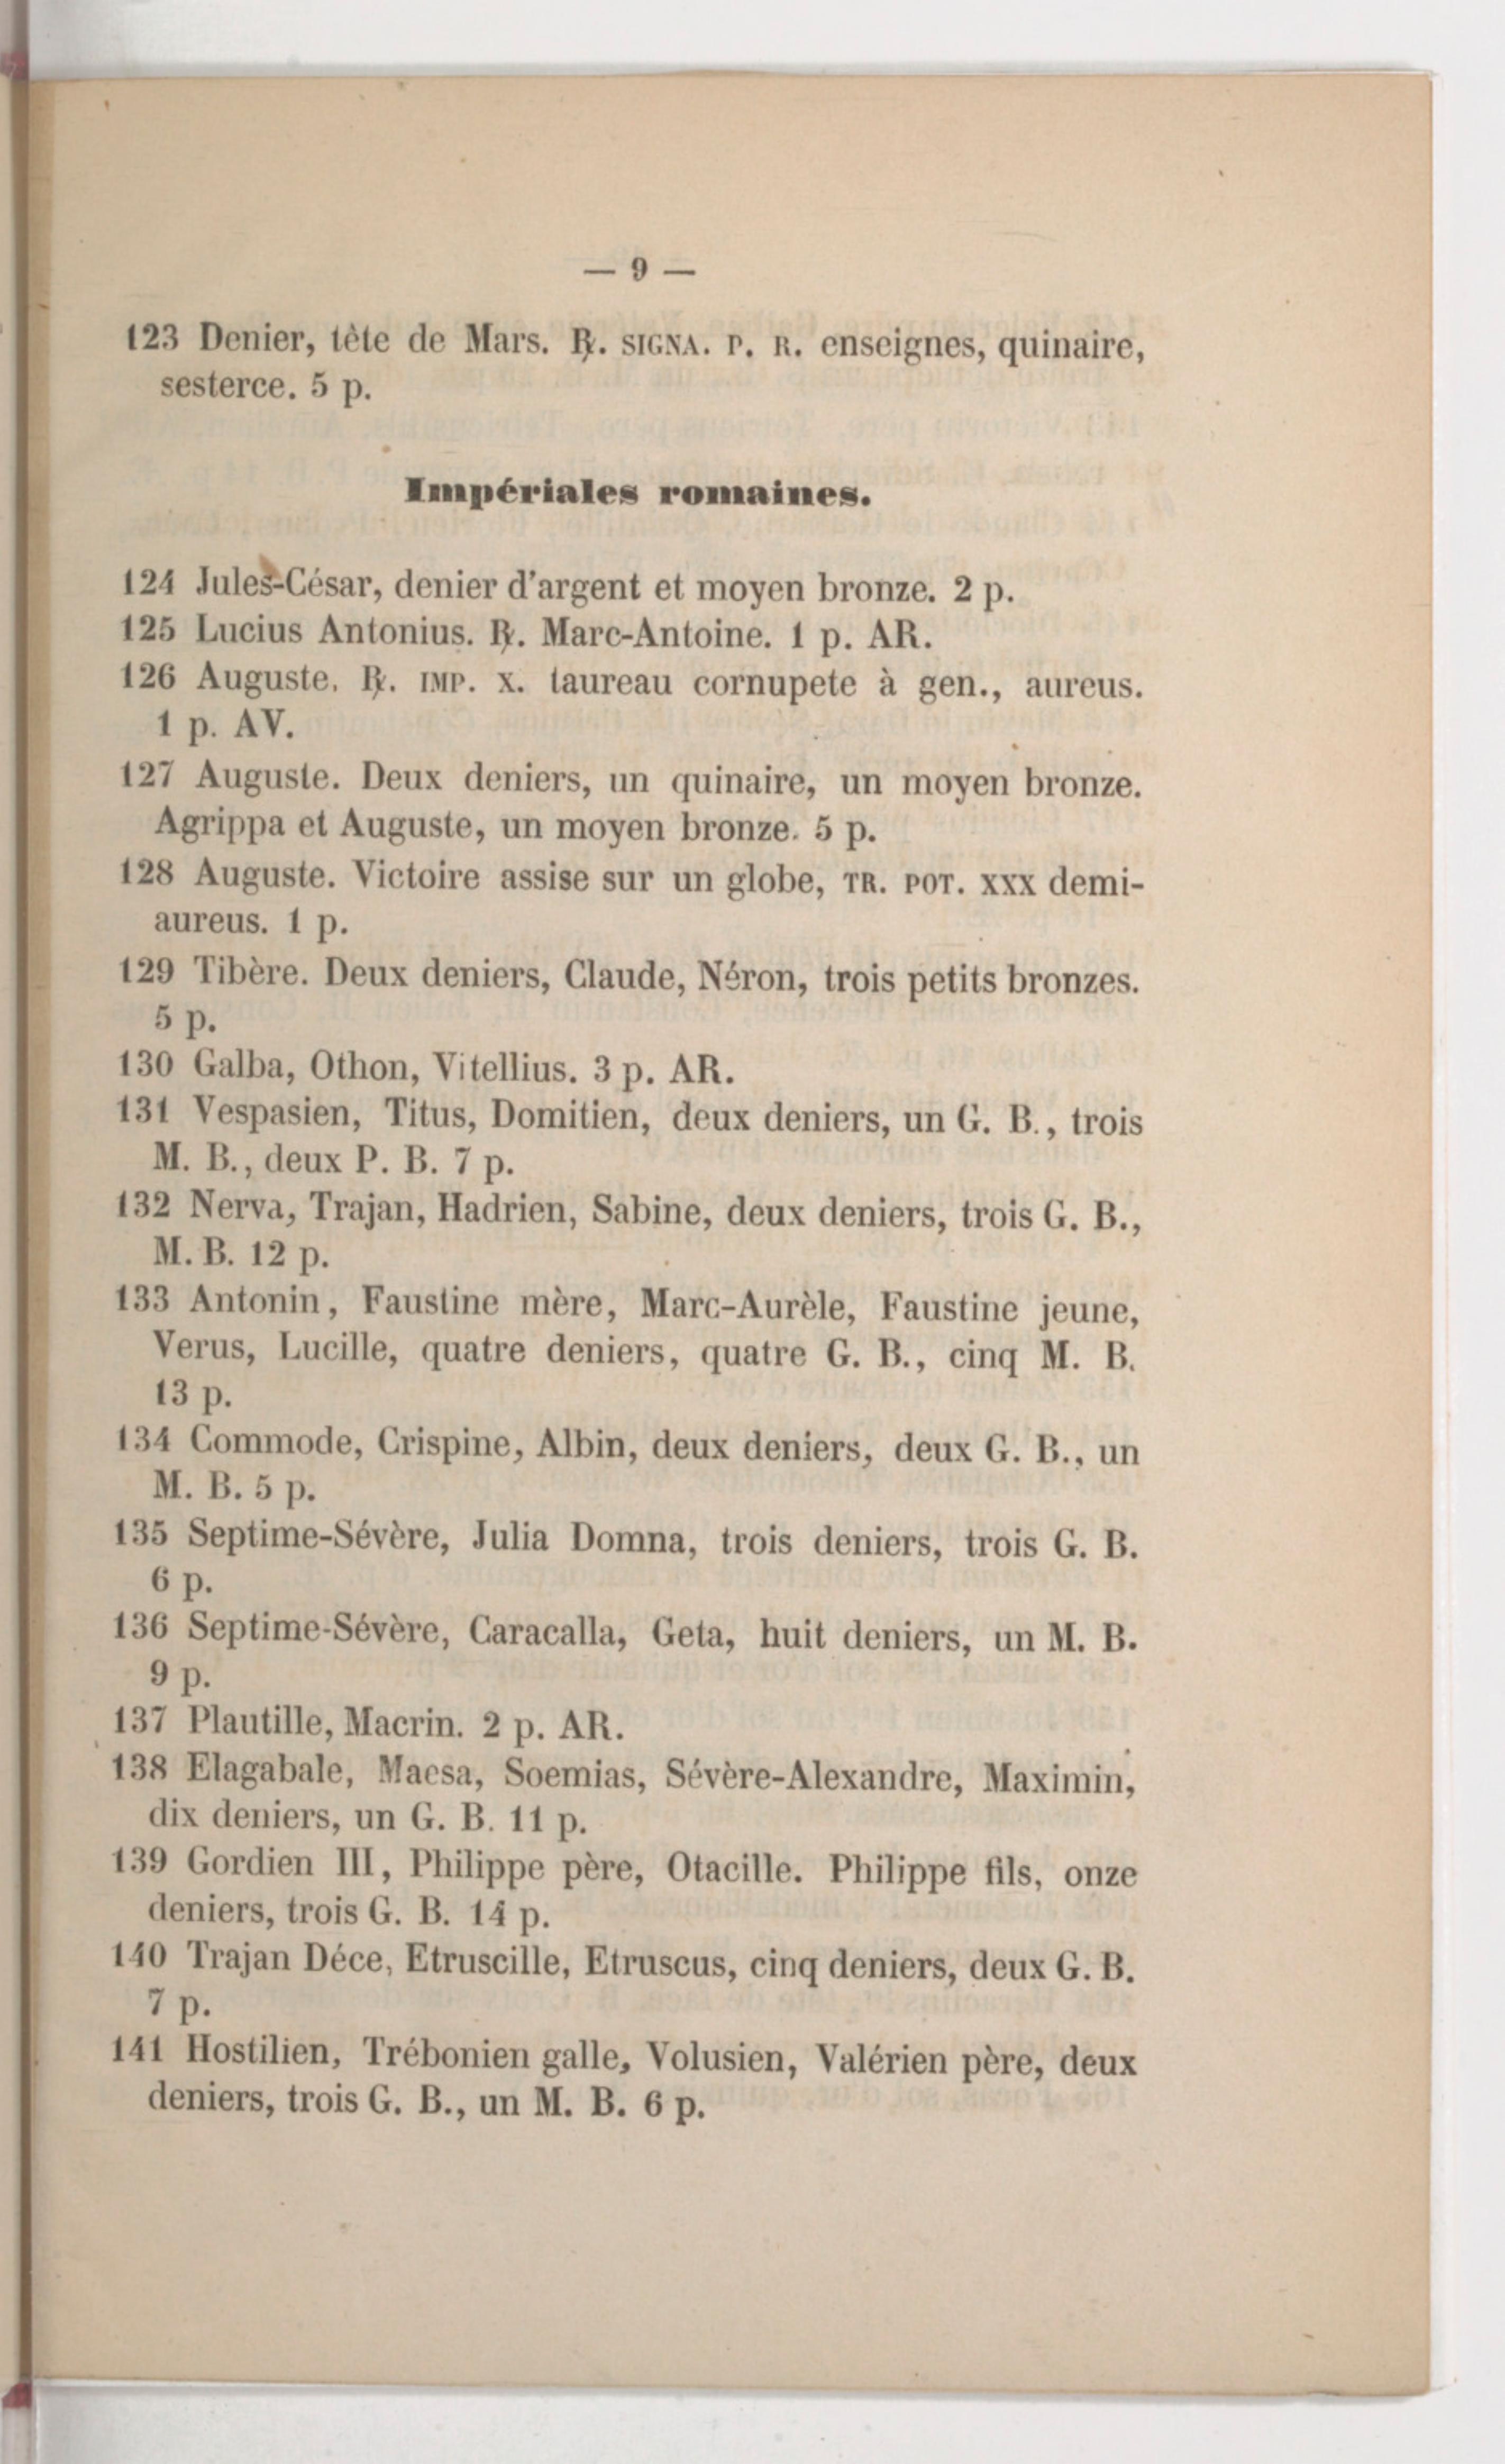 — 9 —
123 Denier, tète de Mars. ℟. SIGNA. P. R. enseignes, quinaire,
sesterce. 5 p.
Impériales romaines.
124 Jules-César, denier d'argent et moyen bronze. 2 p.
125 Lucius Antonius. ℟. Marc-Antoine. 1 p. AR.
126 Auguste. ℟. IMP. X. taureau cornupete à gen., aureus.
1 p. AV.
127 Auguste. Deux deniers, un quinaire, un moyen bronze.
Agrippa et Auguste, un moyen bronze. 5 p.
128 Auguste. Victoire assise sur un globe, TR. POT. XXX demi-
aureus. 1 p.
129 Tibère. Deux deniers, Claude, Néron, trois petits bronzes.
5 p.
130 Galba, Othon, Vitellius. 3 p. AR.
131 Vespasien, Titus, Domitien, deux deniers, un G. B., trois
M. B., deux P. B. 7 p.
132 Nerva, Trajan, Hadrien, Sabine, deux deniers, trois G. B.,
M. B. 12 p.
133 Antonin, Faustine mère, Marc-Aurèle, Faustine jeune,
Verus, Lucille, quatre deniers, quatre G. B., cinq M. B.
13 p.
134 Commode, Crispine, Albin, deux deniers, deux G. B., un
M. B. 5 p.
135 Septime-Sévère, Julia Domna, trois deniers, trois G. B.
6 p.
136 Septime-Sévère, Caracalla, Geta, huit deniers, un M. B.
9 p.
137 Plautille, Macrin. 2 p. AR.
138 Elagabale, Maesa, Soemias, Sévère-Alexandre, Maximin,
dix deniers, un G. B. 11 p.
139 Gordien III, Philippe père, Otacille. Philippe fils, onze
deniers, trois G. B. 14 p.
140 Trajan Déce, Etruscille, Etruscus, cinq deniers, deux G. B.
7 p.
141 Hostilien, Trébonien galle, Volusien, Valérien père, deux
deniers, trois G. B., un M. B. 6 p.